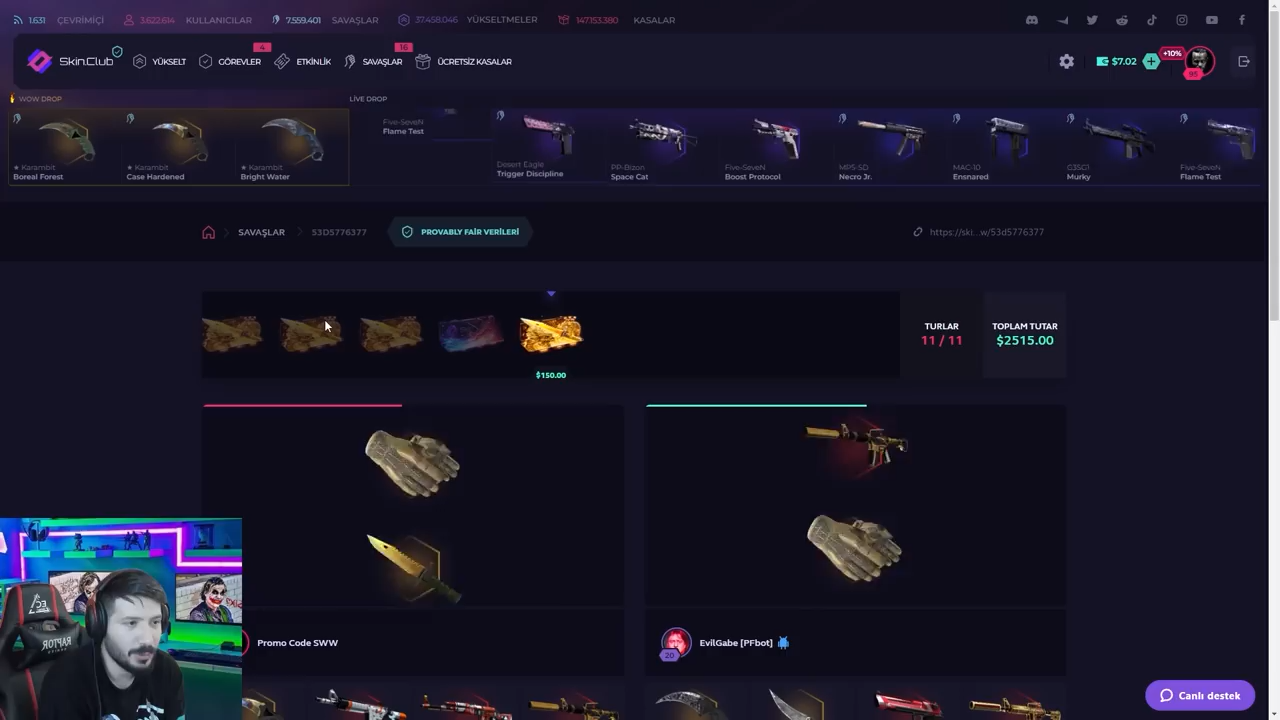 1.631 ÇEVRİMİÇİ 3.622.614 KULLANICILAR 7.559.401 SAVAŞLAR 37.458.046 YÜKSELTMELER 147.153.380 KASALAR
4 16
Skin.Club YÜKSELT GÖREVLER ETKİNLİK SAVAŞLAR ÜCRETSİZ KASALAR $7.02 +10%
95
WOW DROP LİVE DROP
★ Karambit
Boreal Forest
★ Karambit
Case Hardened
★ Karambit
Bright Water
Five-SeveN
Flame Test
Desert Eagle
Trigger Discipline
PP-Bizon
Space Cat
Five-SeveN
Boost Protocol
MP5-SD
Necro Jr.
MAC-10
Ensnared
G3SG1
Murky
Five-SeveN
Flame Test
SAVAŞLAR 53D5776377 PROVABLY FAİR VERİLERİ https://ski...w/53d5776377
TURLAR
11 / 11
TOPLAM TUTAR
$2515.00
$150.00
Promo Code SWW
EvilGabe [PFbot]
20
RAPTOR
Canlı destek